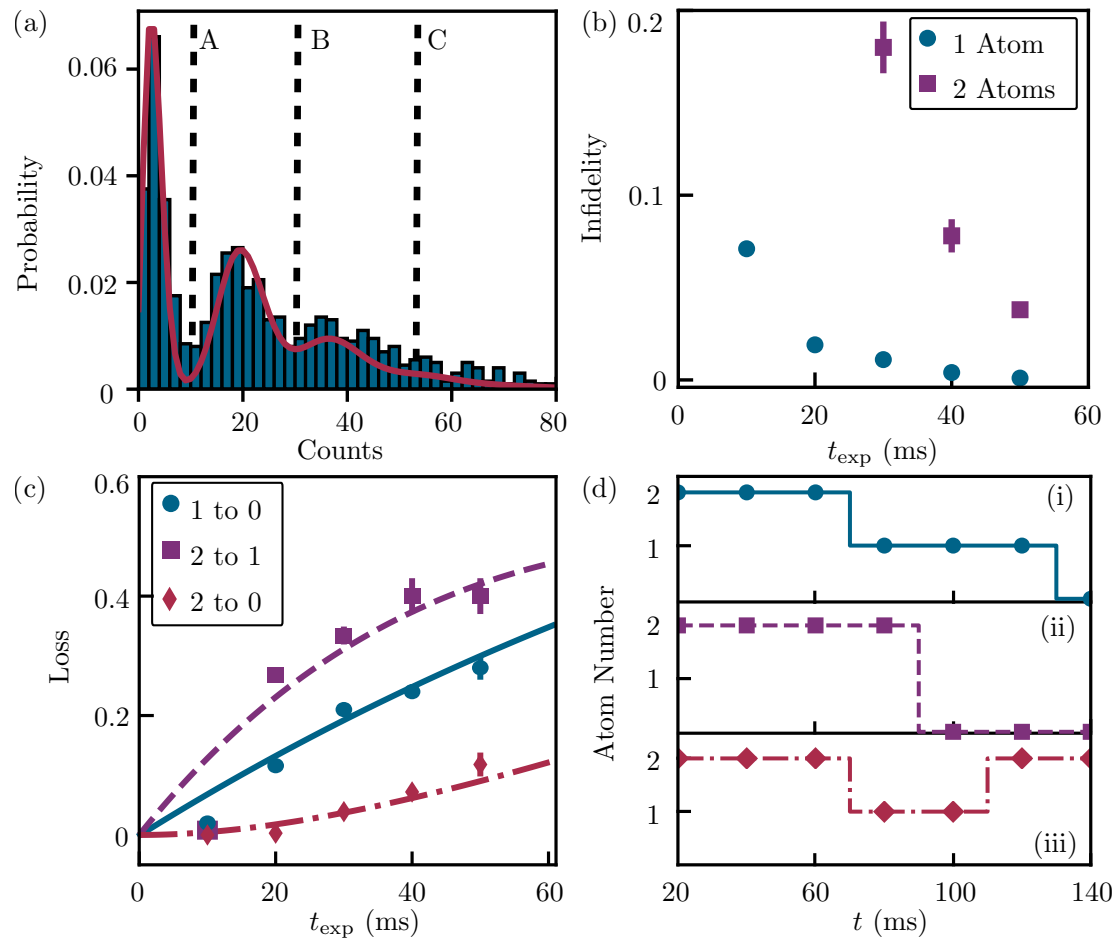 (a)
A
B
C
0.06
0.04
0.02
0
Probability
0
20
40
60
80
Counts
(b)
0.2
0.1
0
Infidelity
1 Atom
2 Atoms
0
20
40
60
t_exp (ms)
(c)
0.6
0.4
0.2
0
Loss
1 to 0
2 to 1
2 to 0
0
20
40
60
t_exp (ms)
(d)
2
1
(i)
2
1
(ii)
2
1
(iii)
Atom Number
20
60
100
140
t (ms)